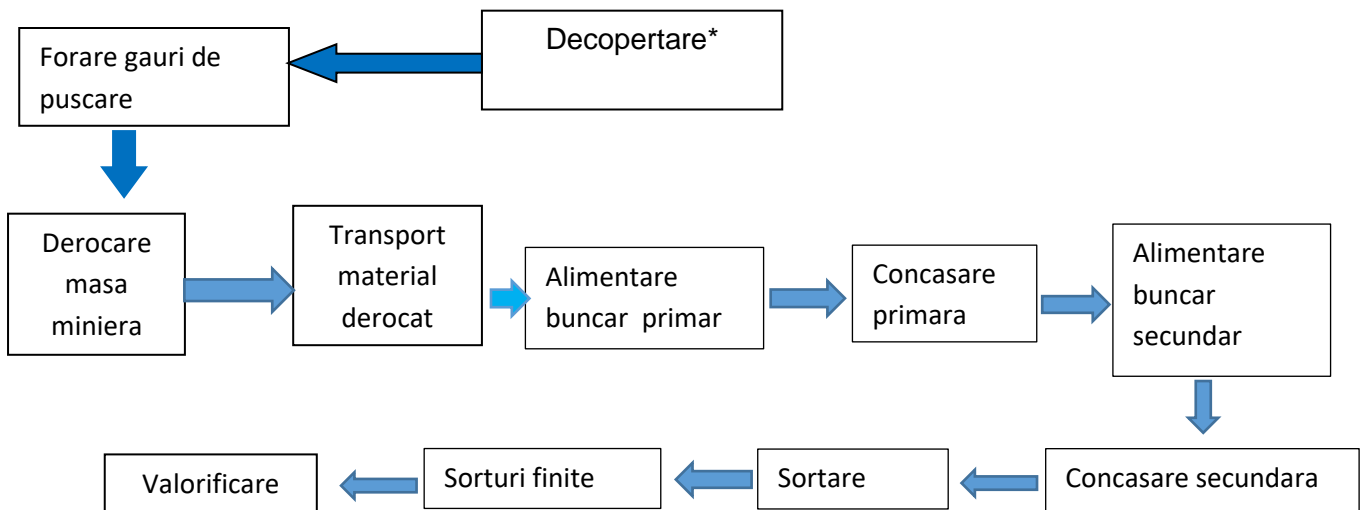 Decopertare*
Forare gauri de
puscare
Derocare
masa
miniera
Transport
material
derocat
Alimentare
buncar primar
Concasare
primara
Alimentare
buncar
secundar
Concasare secundara
Sortare
Sorturi finite
Valorificare